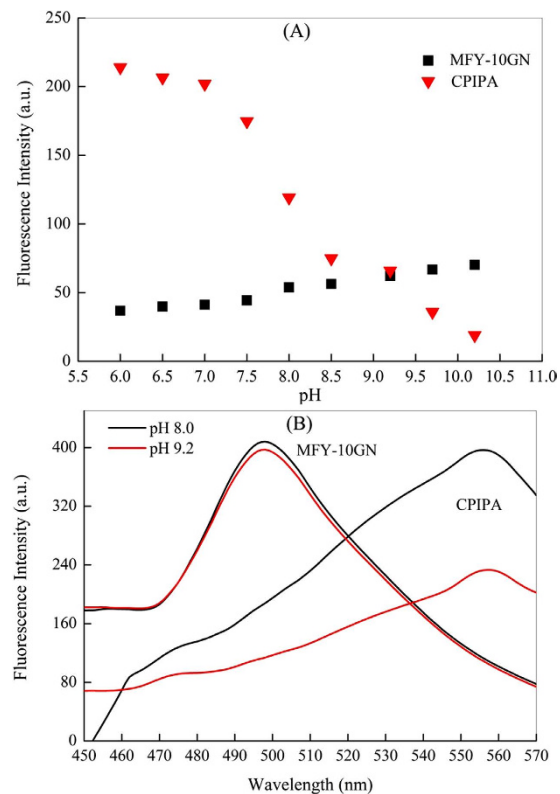 (A)
MFY-10GN
CPIPA
Fluorescence Intensity (a.u.)
250
200
150
100
50
0
5.5 6.0 6.5 7.0 7.5 8.0 8.5 9.0 9.5 10.0 10.5 11.0
pH
(B)
pH 8.0
pH 9.2
MFY-10GN
CPIPA
Fluorescence Intensity (a.u.)
400
320
240
160
80
0
450 460 470 480 490 500 510 520 530 540 550 560 570
Wavelength (nm)